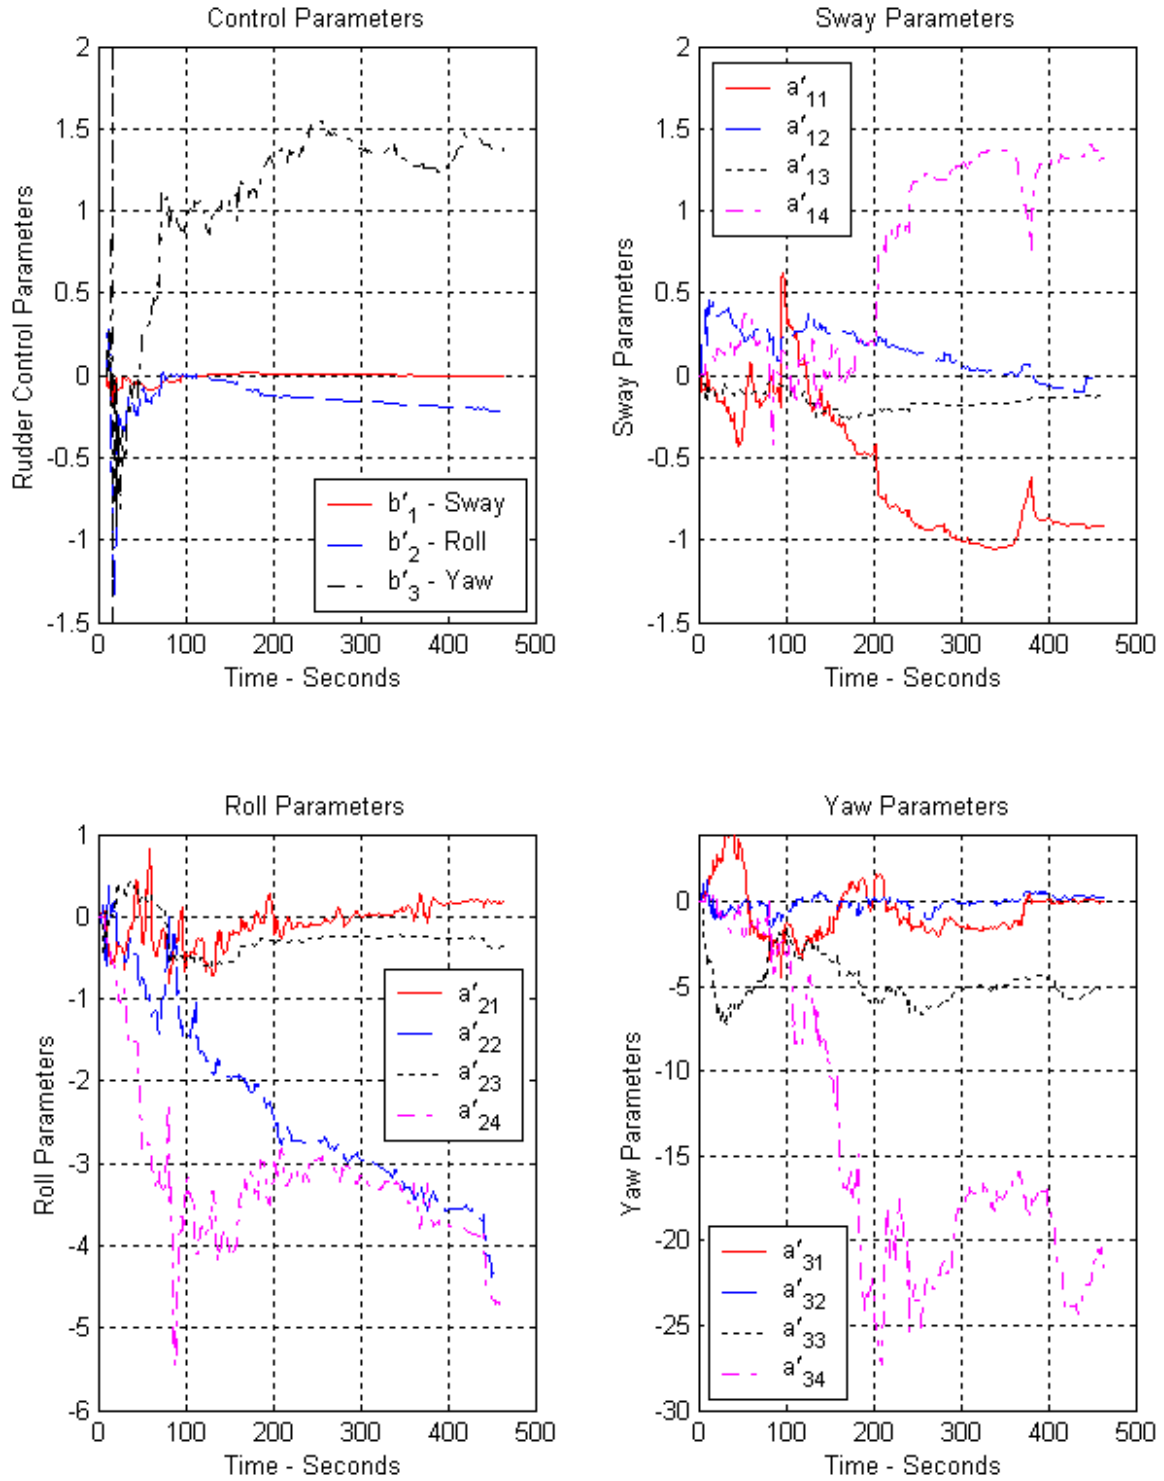 Control Parameters
Rudder Control Parameters
2
1.5
1
0.5
0
-0.5
-1
-1.5
b′1 - Sway
b′2 - Roll
b′3 - Yaw
0 100 200 300 400 500
Time - Seconds
Sway Parameters
Sway Parameters
2
1.5
1
0.5
0
-0.5
-1
-1.5
a′11
a′12
a′13
a′14
0 100 200 300 400 500
Time - Seconds
Roll Parameters
Roll Parameters
1
0
-1
-2
-3
-4
-5
-6
a′21
a′22
a′23
a′24
0 100 200 300 400 500
Time - Seconds
Yaw Parameters
Yaw Parameters
0
-5
-10
-15
-20
-25
-30
a′31
a′32
a′33
a′34
0 100 200 300 400 500
Time - Seconds